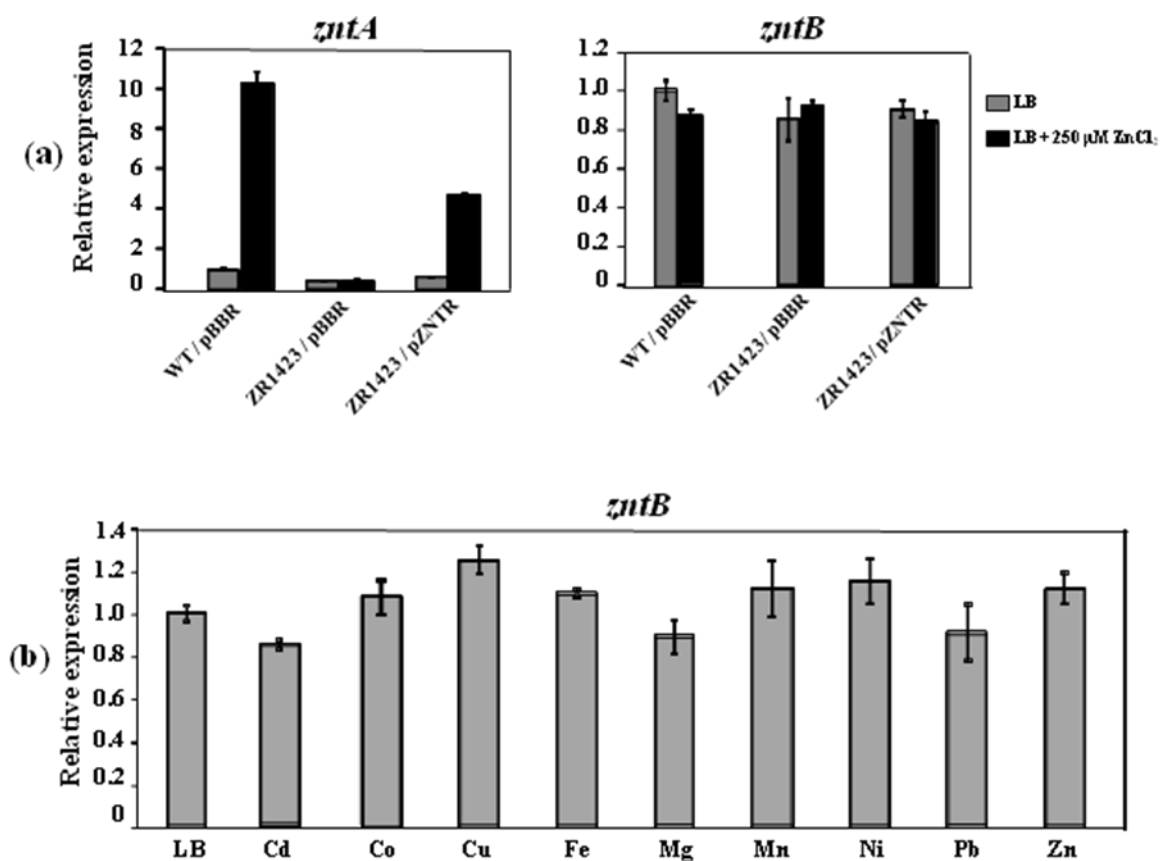 zntA
zntB
(a)
Relative expression
12
10
8
6
4
2
0
WT / pBBR
ZR1423 / pBBR
ZR1423 / pZNTR
1.2
1.0
0.8
0.6
0.4
0.2
0
WT / pBBR
ZR1423 / pBBR
ZR1423 / pZNTR
LB
LB + 250 µM ZnCl₂
zntB
(b)
Relative expression
1.4
1.2
1.0
0.8
0.6
0.4
0.2
0
LB Cd Co Cu Fe Mg Mn Ni Pb Zn